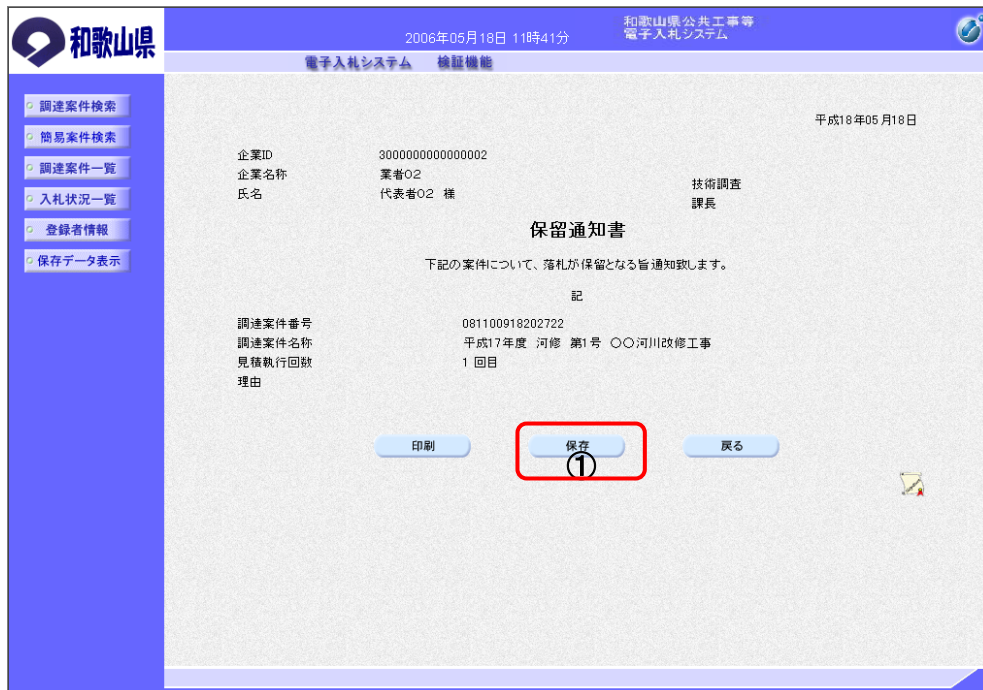 和歌山県
2006年05月18日 11時41分
和歌山県公共工事等
電子入札システム
電子入札システム 検証機能
調達案件検索
簡易案件検索
調達案件一覧
入札状況一覧
登録者情報
保存データ表示
平成18年05月18日
企業ID 3000000000000002
企業名称 業者02
氏名 代表者02 様
技術調査
課長
保留通知書
下記の案件について、落札が保留となる旨通知致します。
記
調達案件番号 081100918202722
調達案件名称 平成17年度 河修 第1号 〇〇河川改修工事
見積執行回数 1 回目
理由
印刷 保存 戻る
①